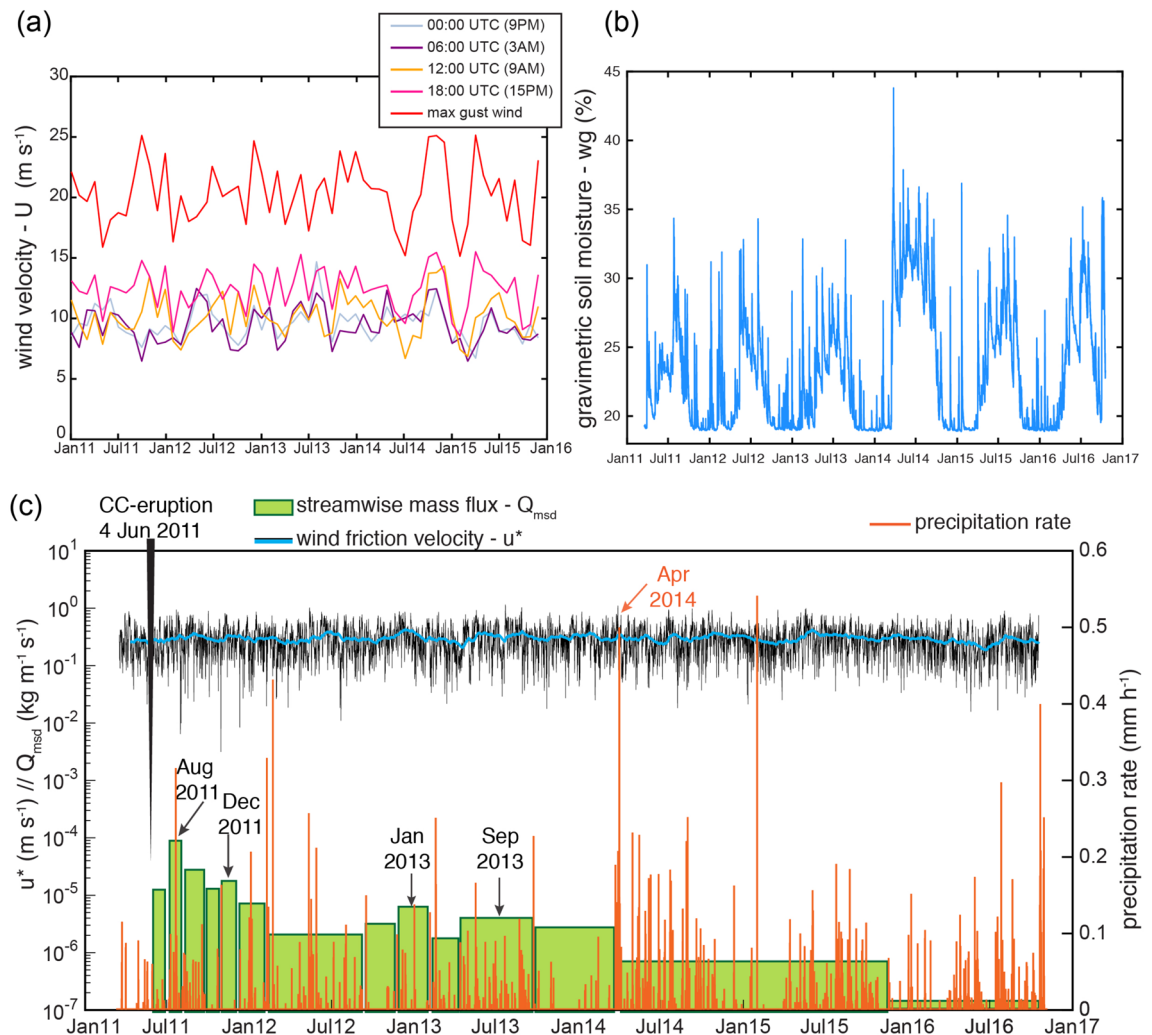 (a)
00:00 UTC (9PM)
06:00 UTC (3AM)
12:00 UTC (9AM)
18:00 UTC (15PM)
max gust wind
wind velocity - U (m s⁻¹)
30
25
20
15
10
5
0
Jan11 Jul11 Jan12 Jul12 Jan13 Jul13 Jan14 Jul14 Jan15 Jul15 Jan16
(b)
gravimetric soil moisture - wg (%)
45
40
35
30
25
20
Jan11 Jul11 Jan12 Jul12 Jan13 Jul13 Jan14 Jul14 Jan15 Jul15 Jan16 Jul16 Jan17
(c)
CC-eruption
4 Jun 2011
streamwise mass flux - Qmsd
wind friction velocity - u*
precipitation rate
u* (m s⁻¹) // Qmsd (kg m⁻¹ s⁻¹)
10¹
10⁰
10⁻¹
10⁻²
10⁻³
10⁻⁴
10⁻⁵
10⁻⁶
10⁻⁷
Apr
2014
Aug
2011
Dec
2011
Jan
2013
Sep
2013
0.6
0.5
0.4
0.3
0.2
0.1
0
precipitation rate (mm h⁻¹)
Jan11 Jul11 Jan12 Jul12 Jan13 Jul13 Jan14 Jul14 Jan15 Jul15 Jan16 Jul16 Jan17